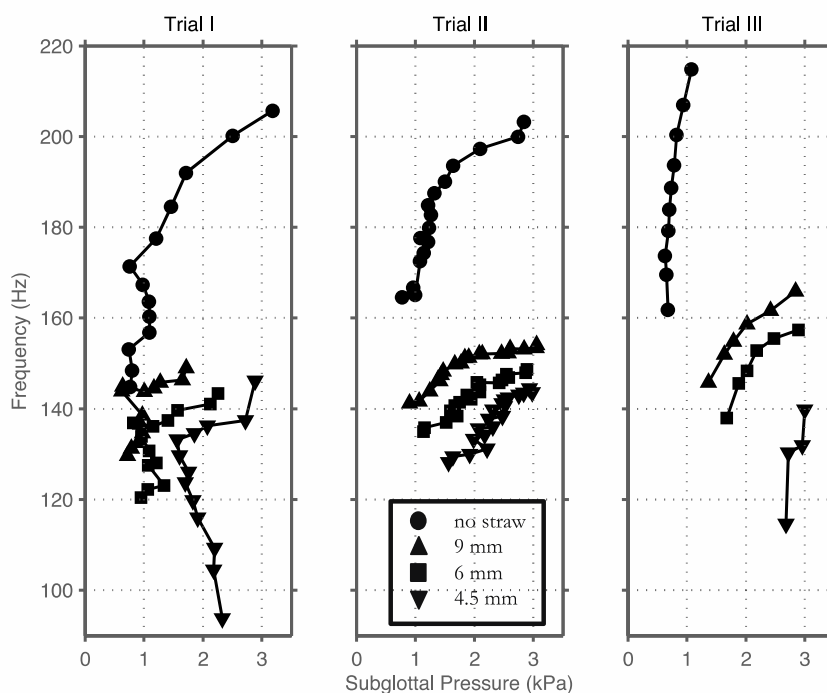 Trial I
Trial II
Trial III
Frequency (Hz)
220
200
180
160
140
120
100
no straw
9 mm
6 mm
4.5 mm
0 1 2 3
0 1 2 3
0 1 2 3
Subglottal Pressure (kPa)